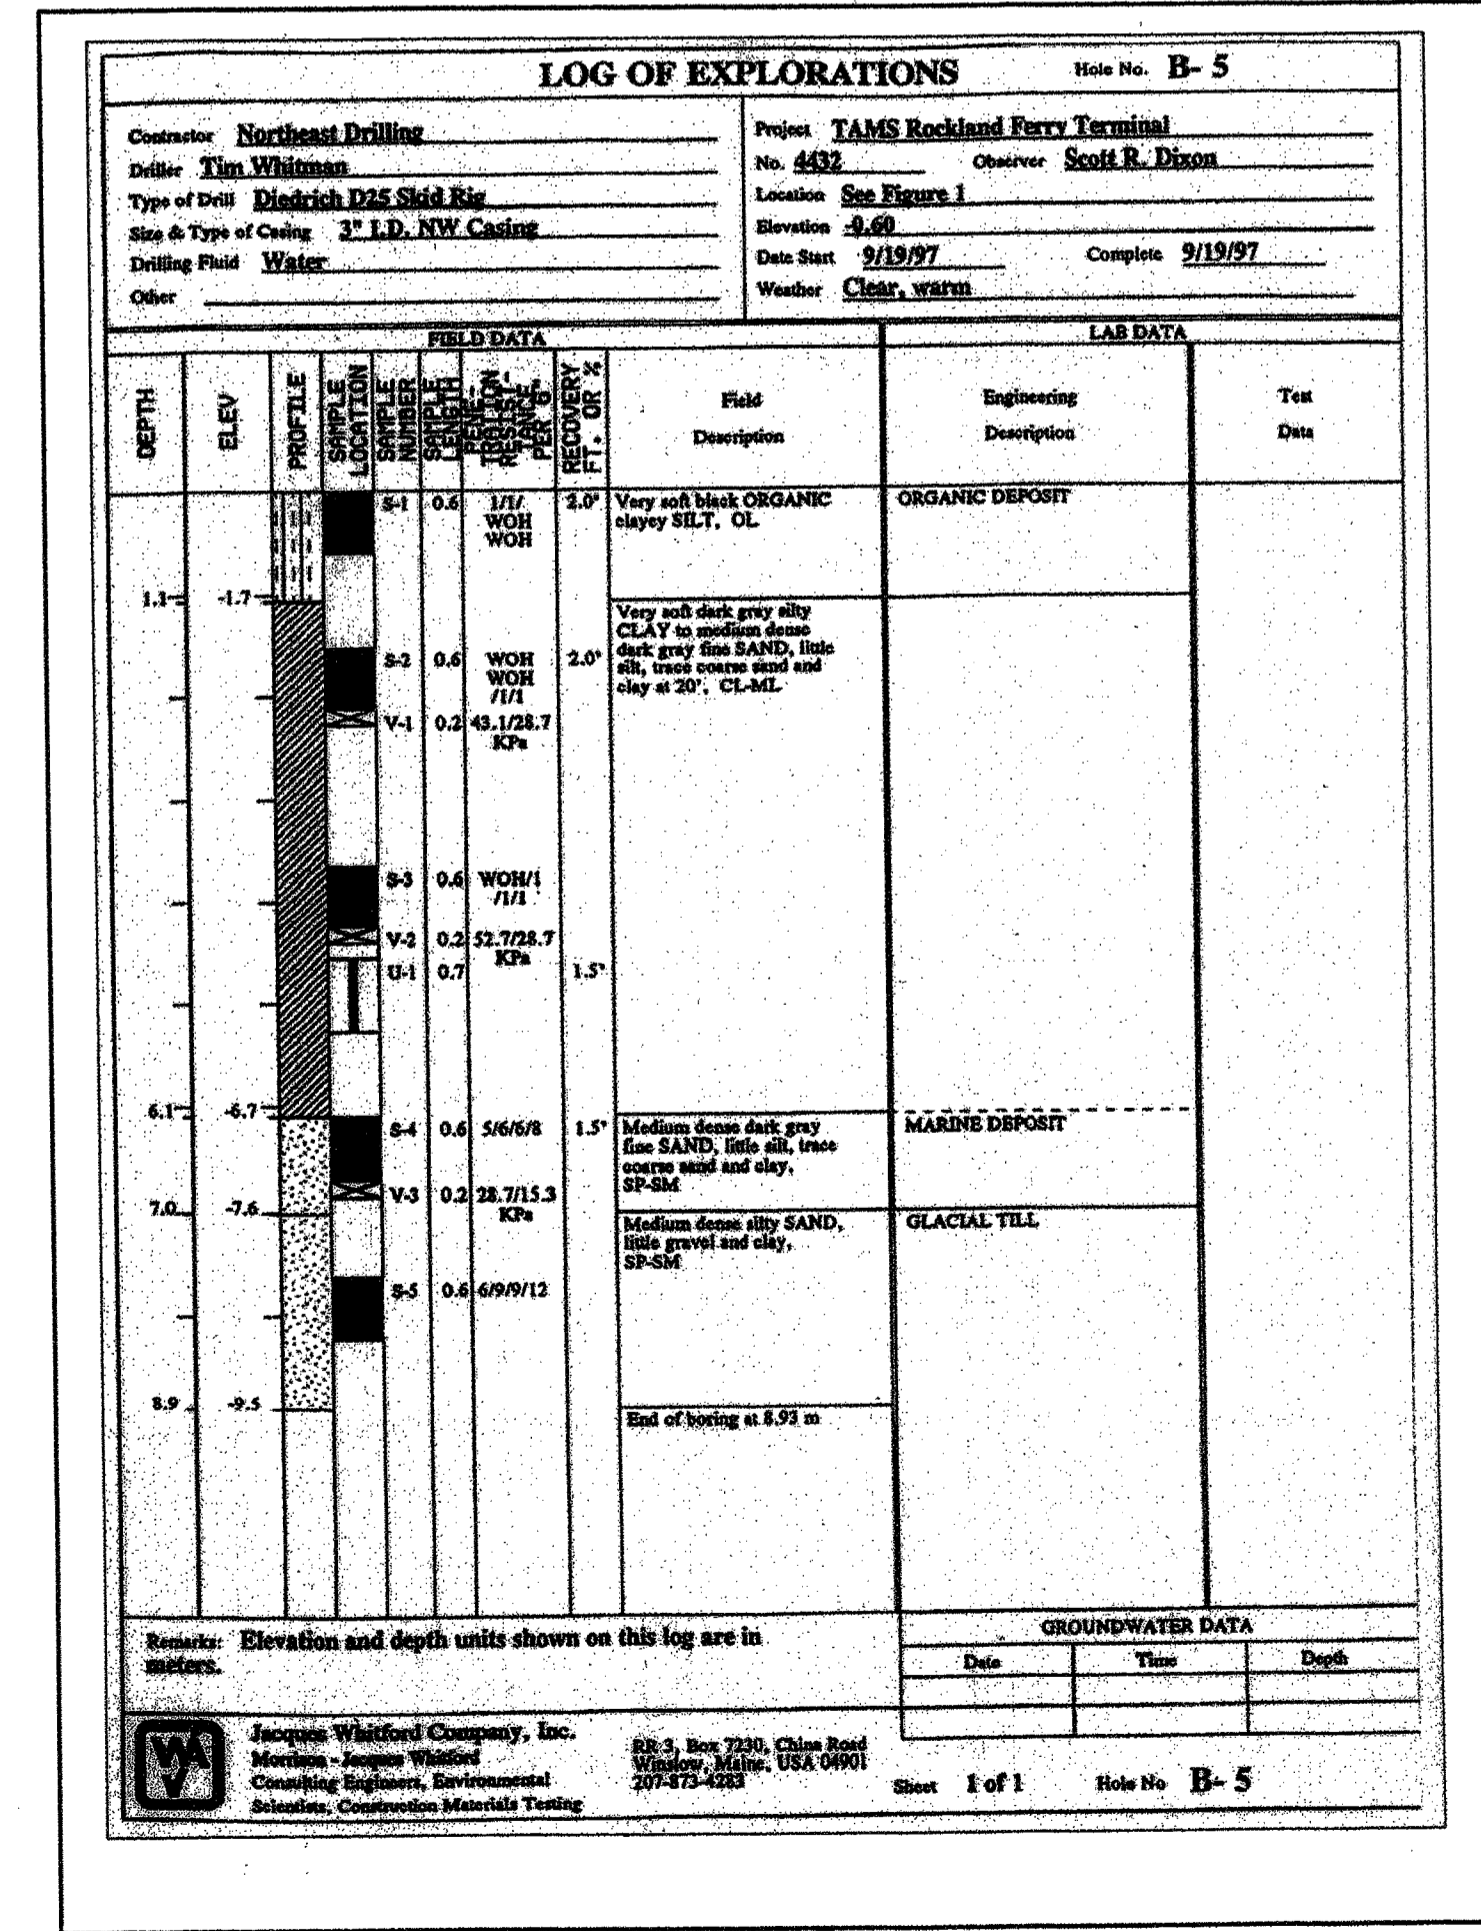 LOG OF EXPLORATIONS Hole No. B- 5
Contractor Northeast Drilling
Driller Tim Whitman
Type of Drill Diedrich D25 Skid Rig
Size & Type of Casing 3" I.D. NW Casing
Drilling Fluid Water
Other
Project TAMS Rockland Ferry Terminal
No. 4432 Observer Scott R. Dixon
Location See Figure 1
Elevation -0.60
Date Start 9/19/97 Complete 9/19/97
Weather Clear, warm
FIELD DATA
LAB DATA
DEPTH
ELEV
PROFILE
SAMPLE
LOCATION
SAMPLE
NUMBER
SAMPLE
LENGTH
PENE-
TRATION
RESIST-
TANCE
PER 6"
RECOVERY
FT. OR %
Field
Description
Engineering
Description
Test
Data
S-1 0.6 1/1/ 2.0'
WOH
WOH
Very soft black ORGANIC
clayey SILT, OL
ORGANIC DEPOSIT
1.1 -1.7
Very soft dark gray silty
CLAY to medium dense
dark gray fine SAND, little
silt, trace coarse sand and
clay at 20', CL-ML
S-2 0.6 WOH 2.0'
WOH
/1/1
V-1 0.2 43.1/28.7
KPa
S-3 0.6 WOH/1
/1/1
V-2 0.2 52.7/28.7
KPa
U-1 0.7 1.5'
6.1 -6.7
S-4 0.6 5/6/6/8 1.5'
Medium dense dark gray
fine SAND, little silt, trace
coarse sand and clay,
SP-SM
MARINE DEPOSIT
V-3 0.2 28.7/15.3
KPa
7.0 -7.6
Medium dense silty SAND,
little gravel and clay,
SP-SM
GLACIAL TILL
S-5 0.6 6/9/9/12
8.9 -9.5
End of boring at 8.93 m
Remarks: Elevation and depth units shown on this log are in
meters.
GROUNDWATER DATA
Date Time Depth
Jacques Whitford Company, Inc.
Morrison - Jacques Whitford
Consulting Engineers, Environmental
Scientists, Construction Materials Testing
RR 3, Box 7230, China Road
Winslow, Maine, USA 04901
207-873-4283
Sheet 1 of 1 Hole No B- 5